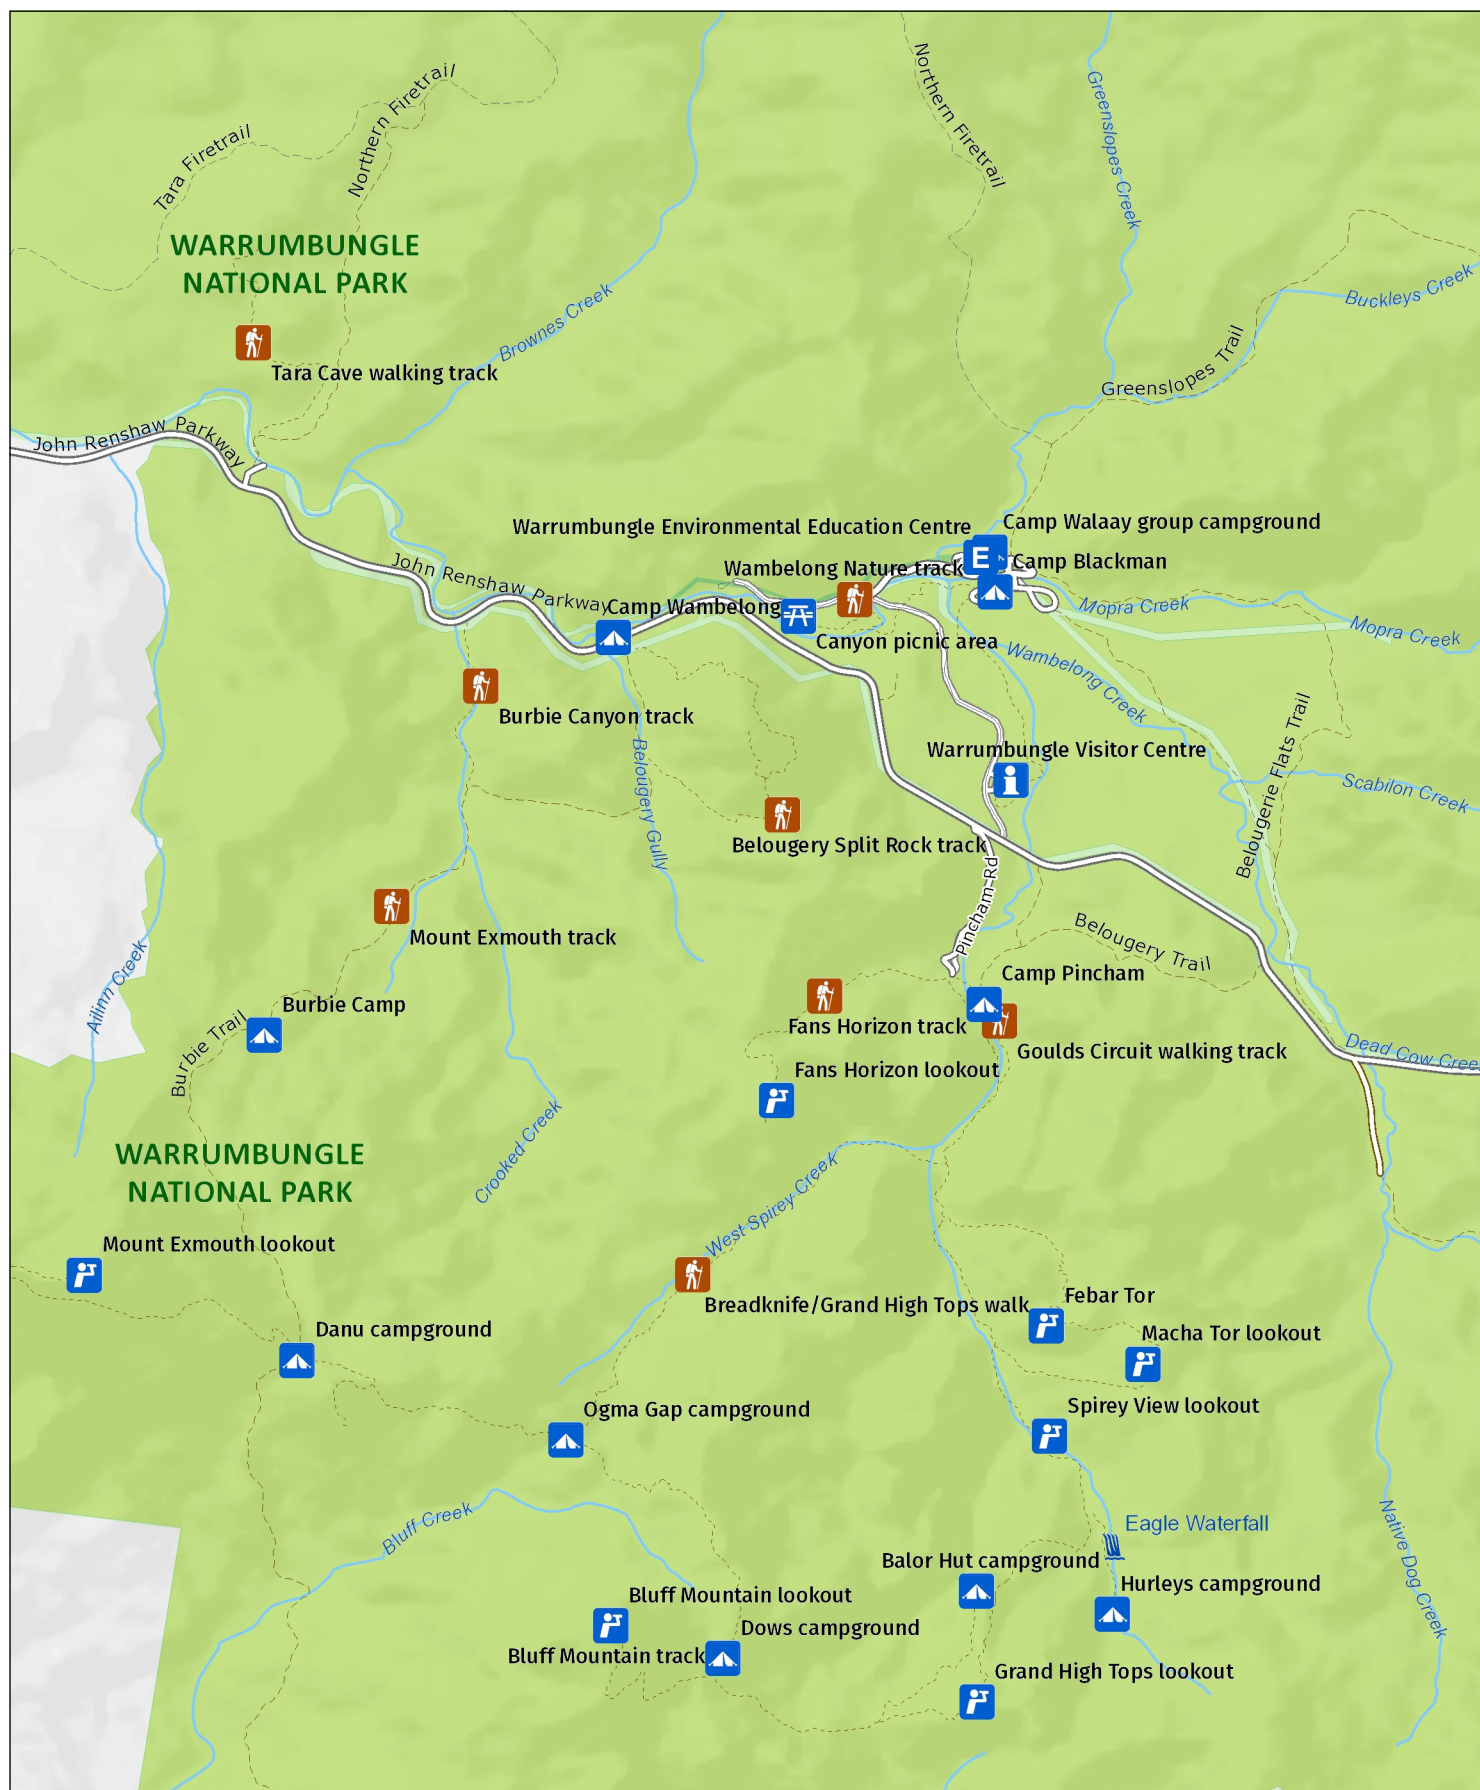 Northern Firetrail
Northern Firetrail
Greenslopes Creek
Tara Firetrail
WARRUMBUNGLE
NATIONAL PARK
Buckleys Creek
Brownes Creek
Greenslopes Trail
Tara Cave walking track
John Renshaw Parkway
Warrumbungle Environmental Education Centre
Camp Walaay group campground
E
Camp Blackman
Wambelong Nature track
John Renshaw Parkway
Camp Wambelong
Mopra Creek
Mopra Creek
Canyon picnic area
Wambelong Creek
Burbie Canyon track
Warrumbungle Visitor Centre
Belougerie Flats Trail
Scabilon Creek
Belougery Gully
Belougery Split Rock track
Pincham Rd
Mount Exmouth track
Belougery Trail
Ailinn Creek
Camp Pincham
Burbie Camp
Fans Horizon track
Burbie Trail
Goulds Circuit walking track
Dead Cow Cree
Fans Horizon lookout
Crooked Creek
WARRUMBUNGLE
NATIONAL PARK
West Spirey Creek
Mount Exmouth lookout
Breadknife/Grand High Tops walk
Febar Tor
Danu campground
Macha Tor lookout
Ogma Gap campground
Spirey View lookout
Bluff Creek
Eagle Waterfall
Native Dog Creek
Balor Hut campground
Hurleys campground
Bluff Mountain lookout
Dows campground
Bluff Mountain track
Grand High Tops lookout